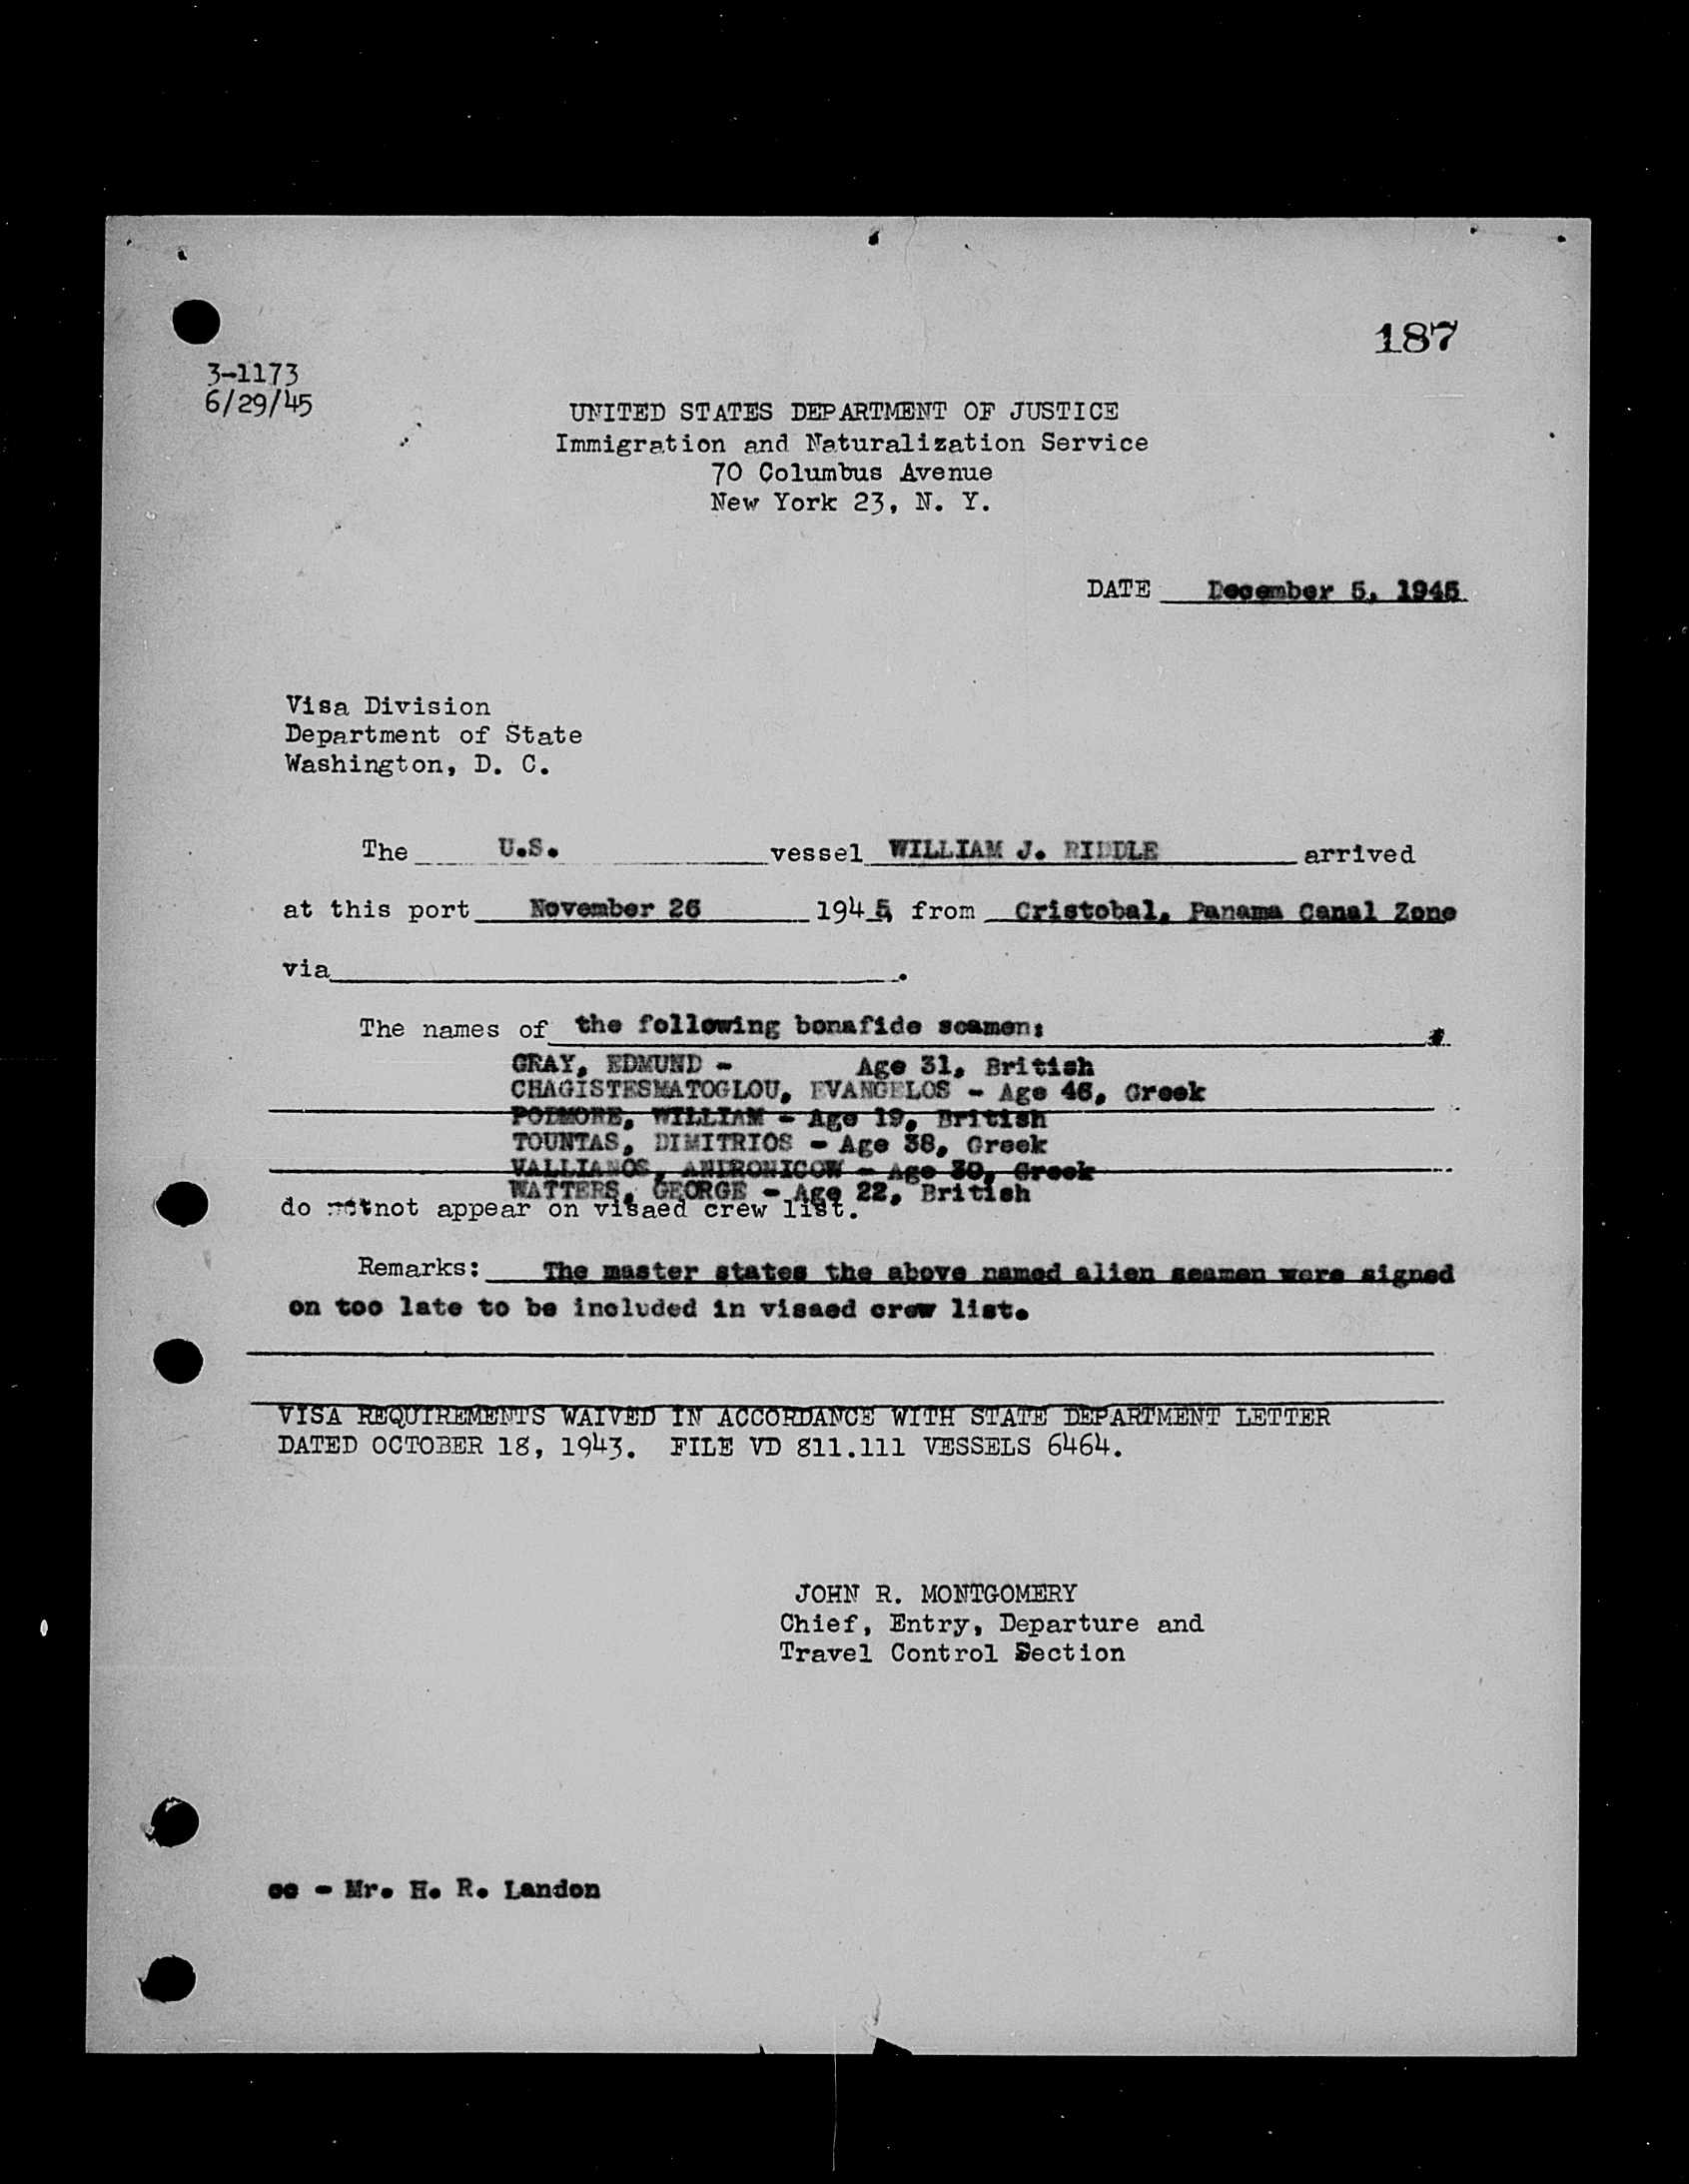 187
3-1173
6/29/45
UNITED STATES DEPARTMENT OF JUSTICE
Immigration and Naturalization Service
70 Columbus Avenue
New York 23, N. Y.
DATE December 5, 1945
Visa Division
Department of State
Washington, D. C.
The U.S. vessel WILLIAM J. RIDDLE arrived
at this port November 26 1945, from Cristobal, Panama Canal Zone
via .
The names of the following bonafide seamen:
GRAY, EDMUND - Age 31, British
CHAGISTESMATOGLOU, EVANGELOS - Age 46, Greek
PODMORE, WILLIAM - Age 19, British
TOUNTAS, DIMITRIOS - Age 38, Greek
VALLIANOS, ANDRONICOW - Age 30, Greek
WATTERS, GEORGE - Age 22, British
do not appear on visaed crew list.
Remarks: The master states the above named alien seamen were signed
on too late to be included in visaed crew list.
VISA REQUIREMENTS WAIVED IN ACCORDANCE WITH STATE DEPARTMENT LETTER
DATED OCTOBER 18, 1943. FILE VD 811.111 VESSELS 6464.
JOHN R. MONTGOMERY
Chief, Entry, Departure and
Travel Control Section
cc - Mr. H. R. Landon